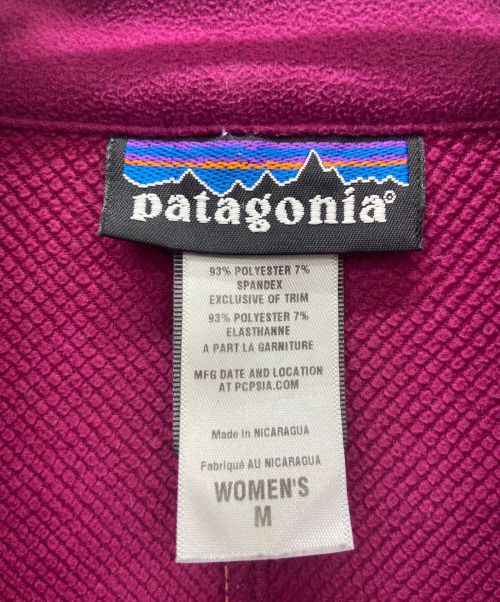 patagonia®
93% POLYESTER 7%
SPANDEX
EXCLUSIVE OF TRIM
93% POLYESTER 7%
ELASTHANNE
A PART LA GARNITURE
MFG DATE AND LOCATION
AT PCPSIA.COM
Made in NICARAGUA
Fabriqué AU NICARAGUA
WOMEN'S
M